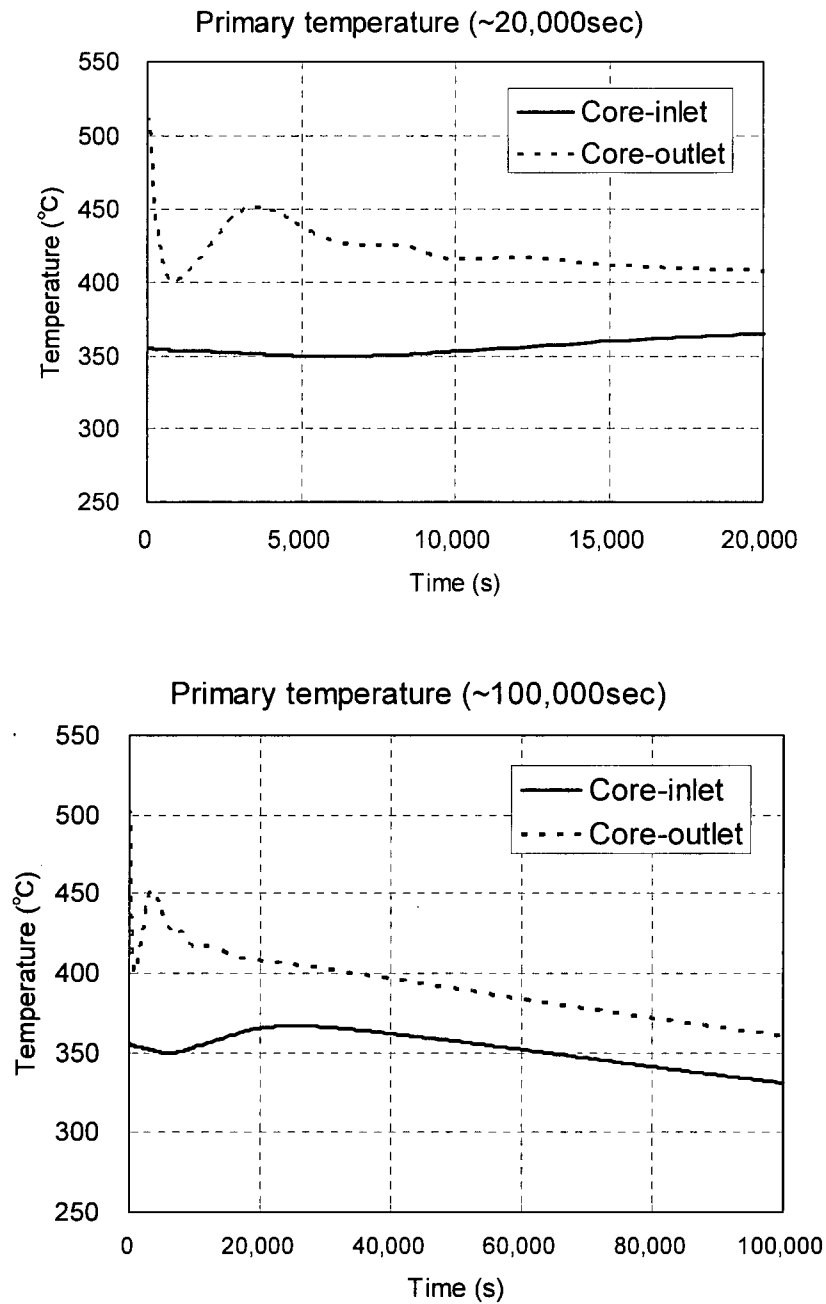 Primary temperature (~20,000sec)
550
500
450
400
350
300
250
Temperature (°C)
Core-inlet
Core-outlet
0 5,000 10,000 15,000 20,000
Time (s)
Primary temperature (~100,000sec)
550
500
450
400
350
300
250
Temperature (°C)
Core-inlet
Core-outlet
0 20,000 40,000 60,000 80,000 100,000
Time (s)